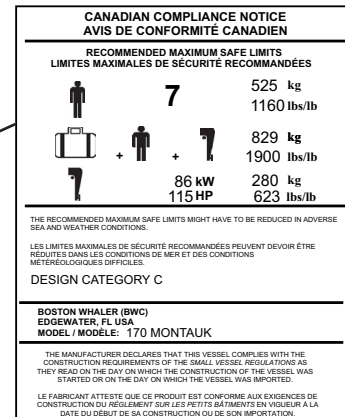 CANADIAN COMPLIANCE NOTICE
AVIS DE CONFORMITÉ CANADIEN
RECOMMENDED MAXIMUM SAFE LIMITS
LIMITES MAXIMALES DE SÉCURITÉ RECOMMANDÉES
7 525 kg
1160 lbs/lb
+ + 829 kg
1900 lbs/lb
86 kW 280 kg
115 HP 623 lbs/lb
THE RECOMMENDED MAXIMUM SAFE LIMITS MIGHT HAVE TO BE REDUCED IN ADVERSE
SEA AND WEATHER CONDITIONS.
LES LIMITES MAXIMALES DE SÉCURITÉ RECOMMANDÉES PEUVENT DEVOIR ÊTRE
RÉDUITES DANS LES CONDITIONS DE MER ET DES CONDITIONS
MÉTÉRÉOLOGIQUES DIFFICILES.
DESIGN CATEGORY C
BOSTON WHALER (BWC)
EDGEWATER, FL USA
MODEL / MODÈLE: 170 MONTAUK
THE MANUFACTURER DECLARES THAT THIS VESSEL COMPLIES WITH THE
CONSTRUCTION REQUIREMENTS OF THE SMALL VESSEL REGULATIONS AS
THEY READ ON THE DAY ON WHICH THE CONSTRUCTION OF THE VESSEL WAS
STARTED OR ON THE DAY ON WHICH THE VESSEL WAS IMPORTED.
LE FABRICANT ATTESTE QUE CE PRODUIT EST CONFORME AUX EXIGENCES DE
CONSTRUCTION DU RÉGLEMENT SUR LES PETITS BÂTIMENTS EN VIGUEUR À LA
DATE DU DÉBUT DE SA CONSTRUCTION OU DE SON IMPORTATION.